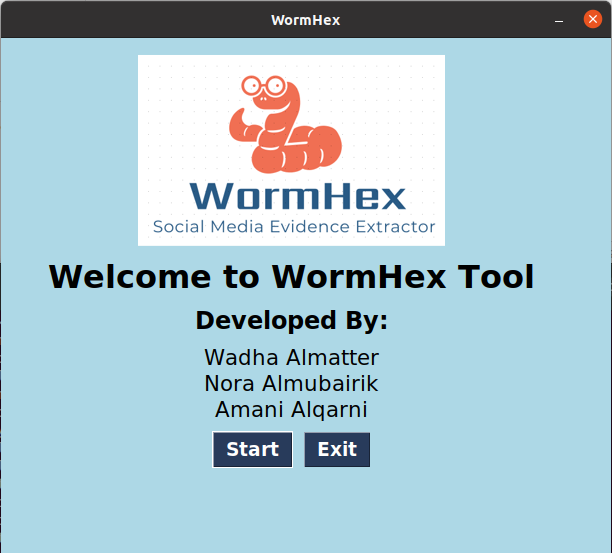 WormHex
WormHex
Social Media Evidence Extractor
Welcome to WormHex Tool
Developed By:
Wadha Almatter
Nora Almubairik
Amani Alqarni
Start Exit